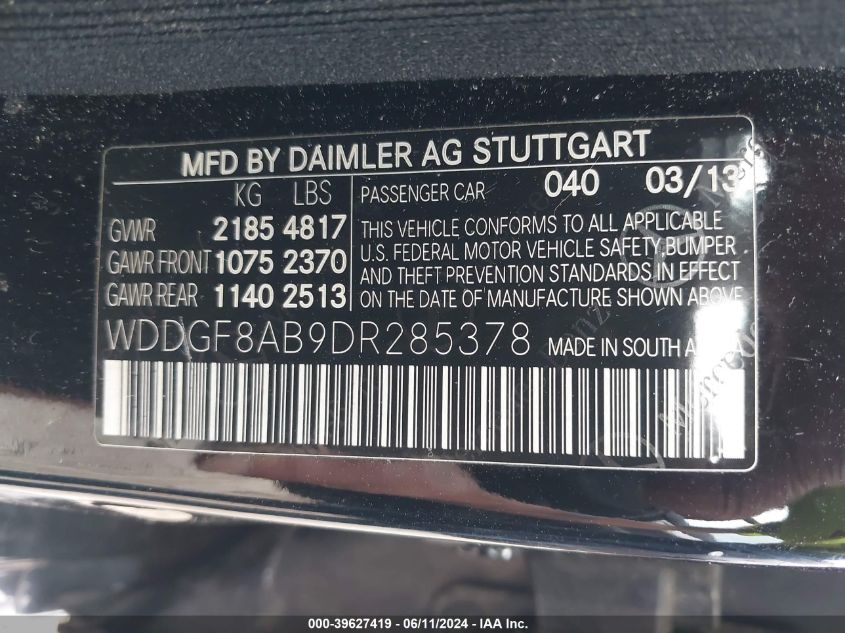 MFD BY DAIMLER AG STUTTGART
KG LBS PASSENGER CAR 040 03/13
GVWR 2185 4817 THIS VEHICLE CONFORMS TO ALL APPLICABLE
GAWR FRONT 1075 2370 U.S. FEDERAL MOTOR VEHICLE SAFETY, BUMPER
AND THEFT PREVENTION STANDARDS IN EFFECT
GAWR REAR 1140 2513 ON THE DATE OF MANUFACTURE SHOWN ABOVE
WDDGF8AB9DR285378 MADE IN SOUTH
000-39627419 - 06/11/2024 - IAA Inc.